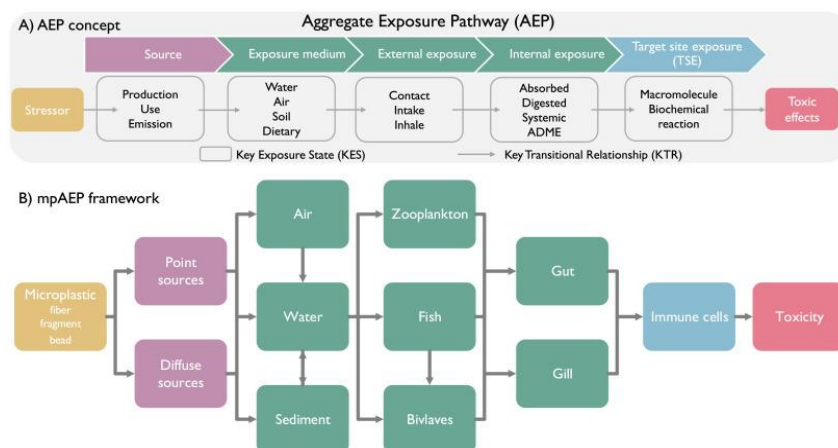 A) AEP concept
Aggregate Exposure Pathway (AEP)
Source
Exposure medium
External exposure
Internal exposure
Target site exposure
(TSE)
Stressor
Production
Use
Emission
Water
Air
Soil
Dietary
Contact
Intake
Inhale
Absorbed
Digested
Systemic
ADME
Macromolecule
Biochemical
reaction
Toxic
effects
Key Exposure State (KES)
Key Transitional Relationship (KTR)
B) mpAEP framework
Microplastic
fiber
fragment
bead
Point
sources
Diffuse
sources
Air
Water
Sediment
Zooplankton
Fish
Bivlaves
Gut
Gill
Immune cells
Toxicity